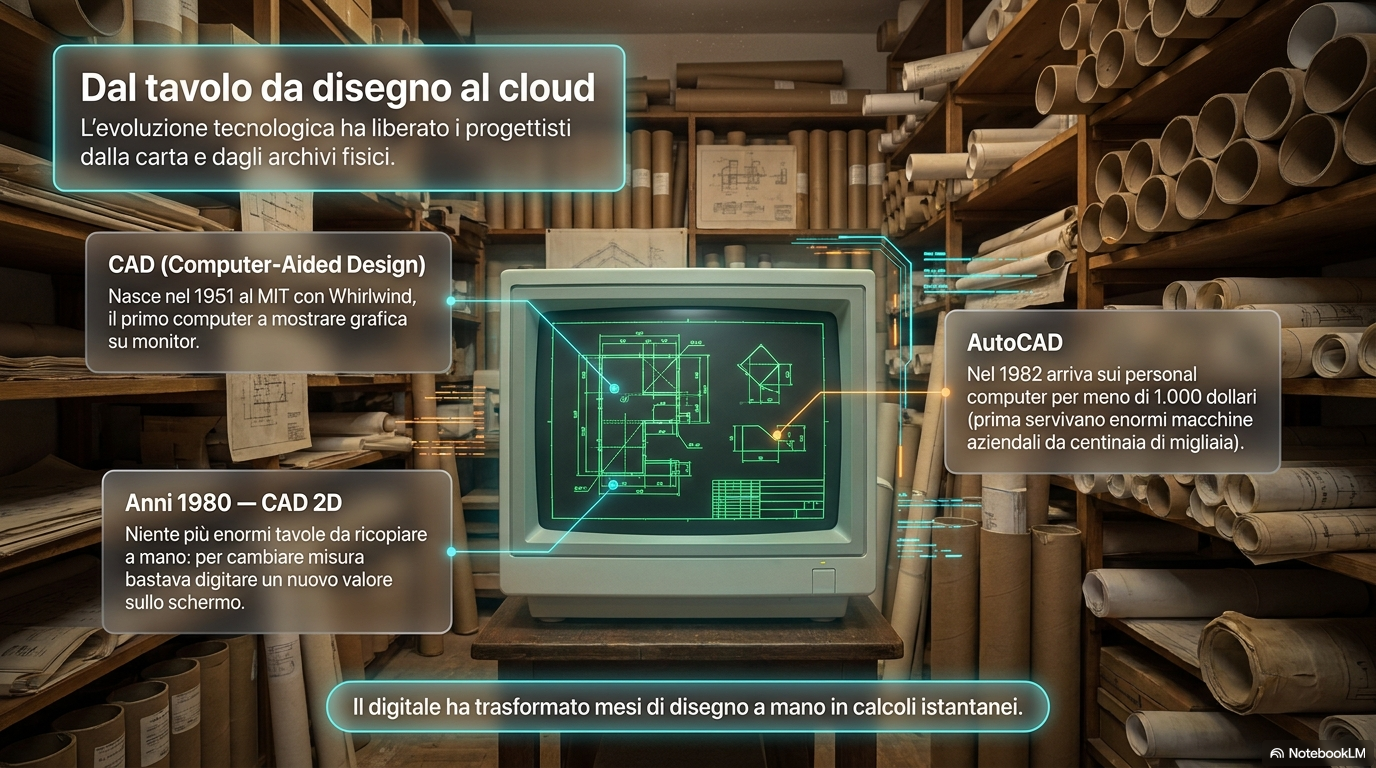 Dal tavolo da disegno al cloud
L'evoluzione tecnologica ha liberato i progettisti
dalla carta e dagli archivi fisici.
CAD (Computer-Aided Design)
Nasce nel 1951 al MIT con Whirlwind,
il primo computer a mostrare grafica
su monitor.
Anni 1980 — CAD 2D
Niente più enormi tavole da ricopiare
a mano: per cambiare misura
bastava digitare un nuovo valore
sullo schermo.
AutoCAD
Nel 1982 arriva sui personal
computer per meno di 1.000 dollari
(prima servivano enormi macchine
aziendali da centinaia di migliaia).
Il digitale ha trasformato mesi di disegno a mano in calcoli istantanei.
NotebookLM